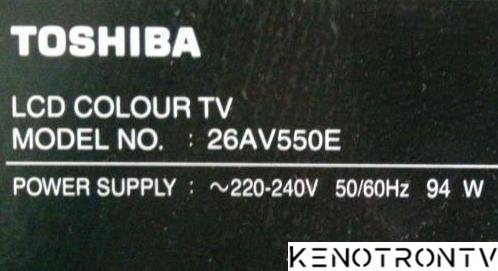 TOSHIBA
LCD COLOUR TV
MODEL NO. : 26AV550E
POWER SUPPLY : ~220-240V 50/60Hz 94 W
KENOTRONTV